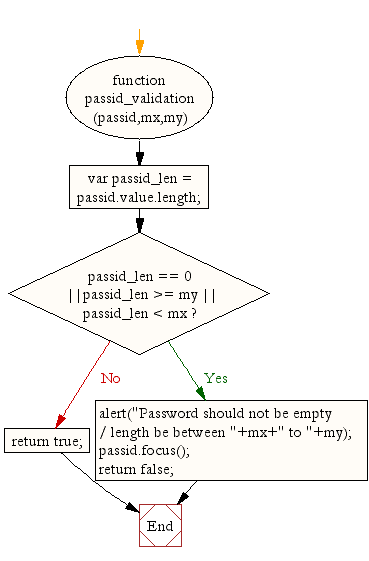 function
passid_validation
(passid,mx,my)
var passid_len =
passid.value.length;
passid_len == 0
||passid_len >= my ||
passid_len < mx ?
No
Yes
return true;
alert("Password should not be empty
/ length be between "+mx+" to "+my);
passid.focus();
return false;
End